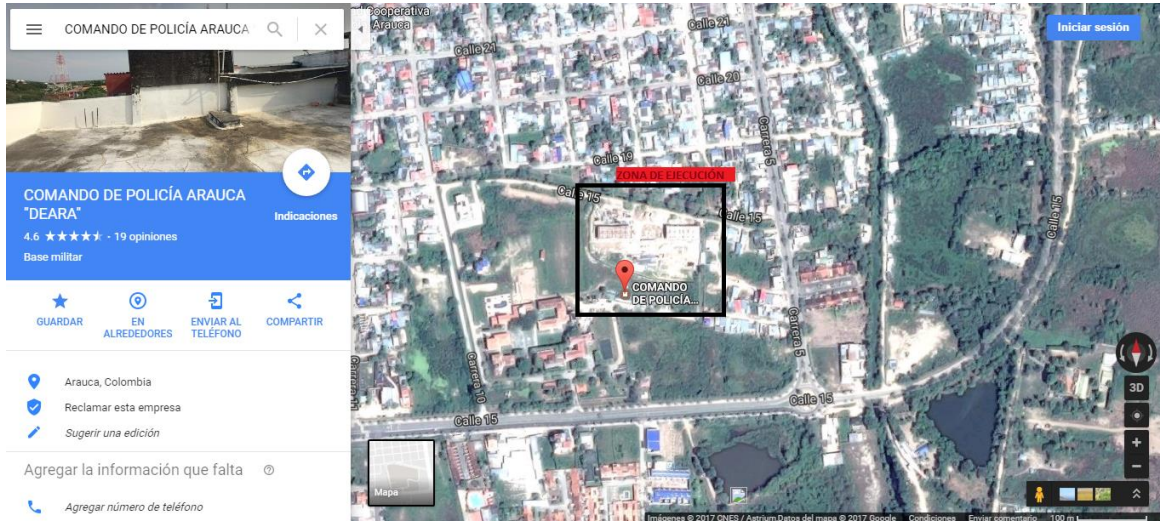 COMANDO DE POLICÍA ARAUCA
COMANDO DE POLICÍA ARAUCA
"DEARA"
Indicaciones
4.6 ★★★★★ - 19 opiniones
Base militar
GUARDAR
EN
ALREDEDORES
ENVIAR AL
TELÉFONO
COMPARTIR
Arauca, Colombia
Reclamar esta empresa
Sugerir una edición
Agregar la información que falta
Agregar número de teléfono
Cooperativa
Arauca
Calle 21
Calle 21
Iniciar sesión
Calle 20
Carrera 5
Calle 19
ZONA DE EJECUCIÓN
Calle 15
Calle 15
Calle 15
COMANDO
DE POLICÍA...
Carrera 5
Carrera 10
Carrera 11
Calle 15
Calle 15
3D
Mapa
Imágenes © 2017 CNES / Astrium,Datos del mapa © 2017 Google
Condiciones
Enviar comentario
100 m